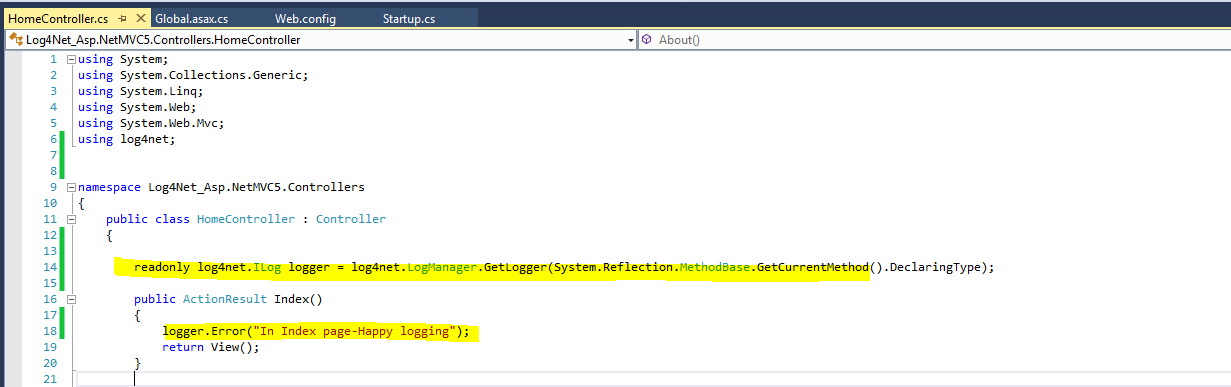 HomeController.cs Global.asax.cs Web.config Startup.cs
Log4Net_Asp.NetMVC5.Controllers.HomeController About()
1 using System;
2 using System.Collections.Generic;
3 using System.Linq;
4 using System.Web;
5 using System.Web.Mvc;
6 using log4net;
7
8
9 namespace Log4Net_Asp.NetMVC5.Controllers
10 {
11 public class HomeController : Controller
12 {
13
14 readonly log4net.ILog logger = log4net.LogManager.GetLogger(System.Reflection.MethodBase.GetCurrentMethod().DeclaringType);
15
16 public ActionResult Index()
17 {
18 logger.Error("In Index page-Happy logging");
19 return View();
20 }
21